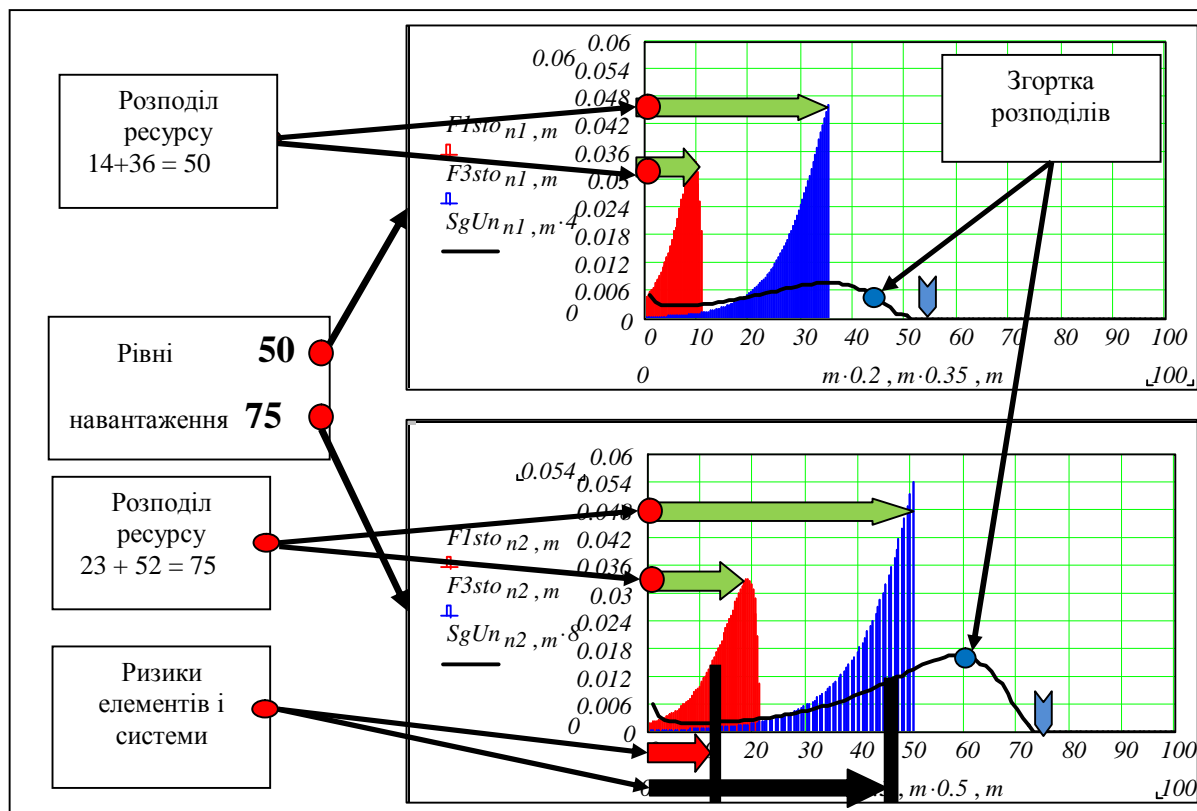 Розподіл
ресурсу
14+36 = 50
Рівні 50
навантаження 75
Розподіл
ресурсу
23 + 52 = 75
Ризики
елементів і
системи
Згортка
розподілів
0.06
0.06
0.054
0.048
0.042
0.036
0.03
0.024
0.018
0.012
0.006
0
0
F1sto n1 , m
F3sto n1 , m
SgUn n1 , m·4
0 10 20 30 40 50 60 70 80 90 100
0 m·0.2 , m·0.35 , m 100
0.054
0.06
0.054
0.048
0.042
0.036
0.03
0.024
0.018
0.012
0.006
0
0
F1sto n2 , m
F3sto n2 , m
SgUn n2 , m·8
20 30 40 50 60 70 80 90 100
, m·0.5 , m 100